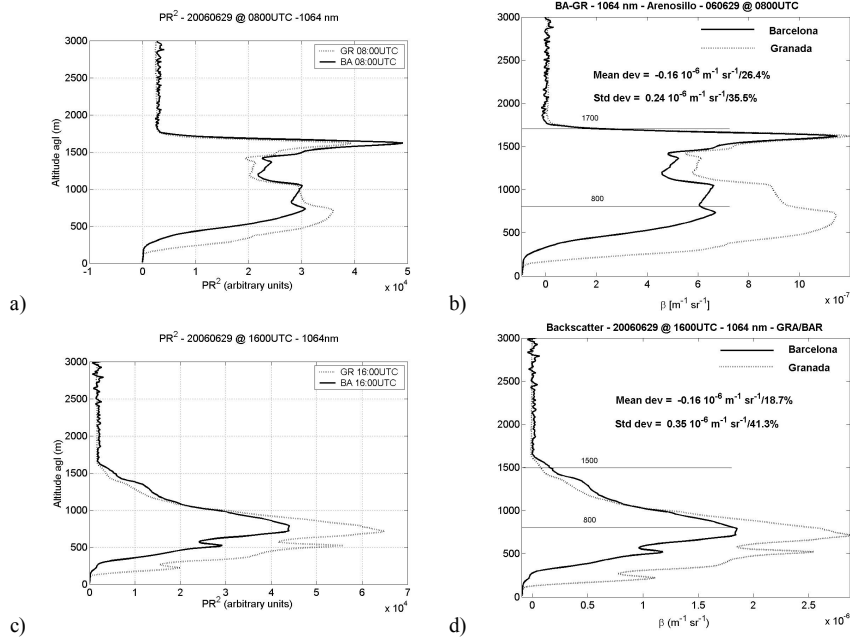 a)
PR² - 20060629 @ 0800UTC -1064 nm
GR 08:00UTC
BA 08:00UTC
Altitude agl (m)
3000
2500
2000
1500
1000
500
0
-1 0 1 2 3 4 5
x 10⁴
PR² (arbitrary units)
b)
BA-GR - 1064 nm - Arenosillo - 060629 @ 0800UTC
Barcelona
Granada
Mean dev = -0.16 10⁻⁶ m⁻¹ sr⁻¹/26.4%
Std dev = 0.24 10⁻⁶ m⁻¹ sr⁻¹/35.5%
1700
800
3000
2500
2000
1500
1000
500
0
0 2 4 6 8 10
x 10⁻⁷
β [m⁻¹ sr⁻¹]
c)
PR² - 20060629 @ 1600UTC - 1064nm
GR 16:00UTC
BA 16:00UTC
Altitude agl (m)
3000
2500
2000
1500
1000
500
0
0 1 2 3 4 5 6 7
x 10⁴
PR² (arbitrary units)
d)
Backscatter - 20060629 @ 1600UTC - 1064 nm - GRA/BAR
Barcelona
Granada
Mean dev = -0.16 10⁻⁶ m⁻¹ sr⁻¹/18.7%
Std dev = 0.35 10⁻⁶ m⁻¹ sr⁻¹/41.3%
1500
800
3000
2500
2000
1500
1000
500
0
0 0.5 1 1.5 2 2.5
x 10⁻⁶
β (m⁻¹ sr⁻¹)